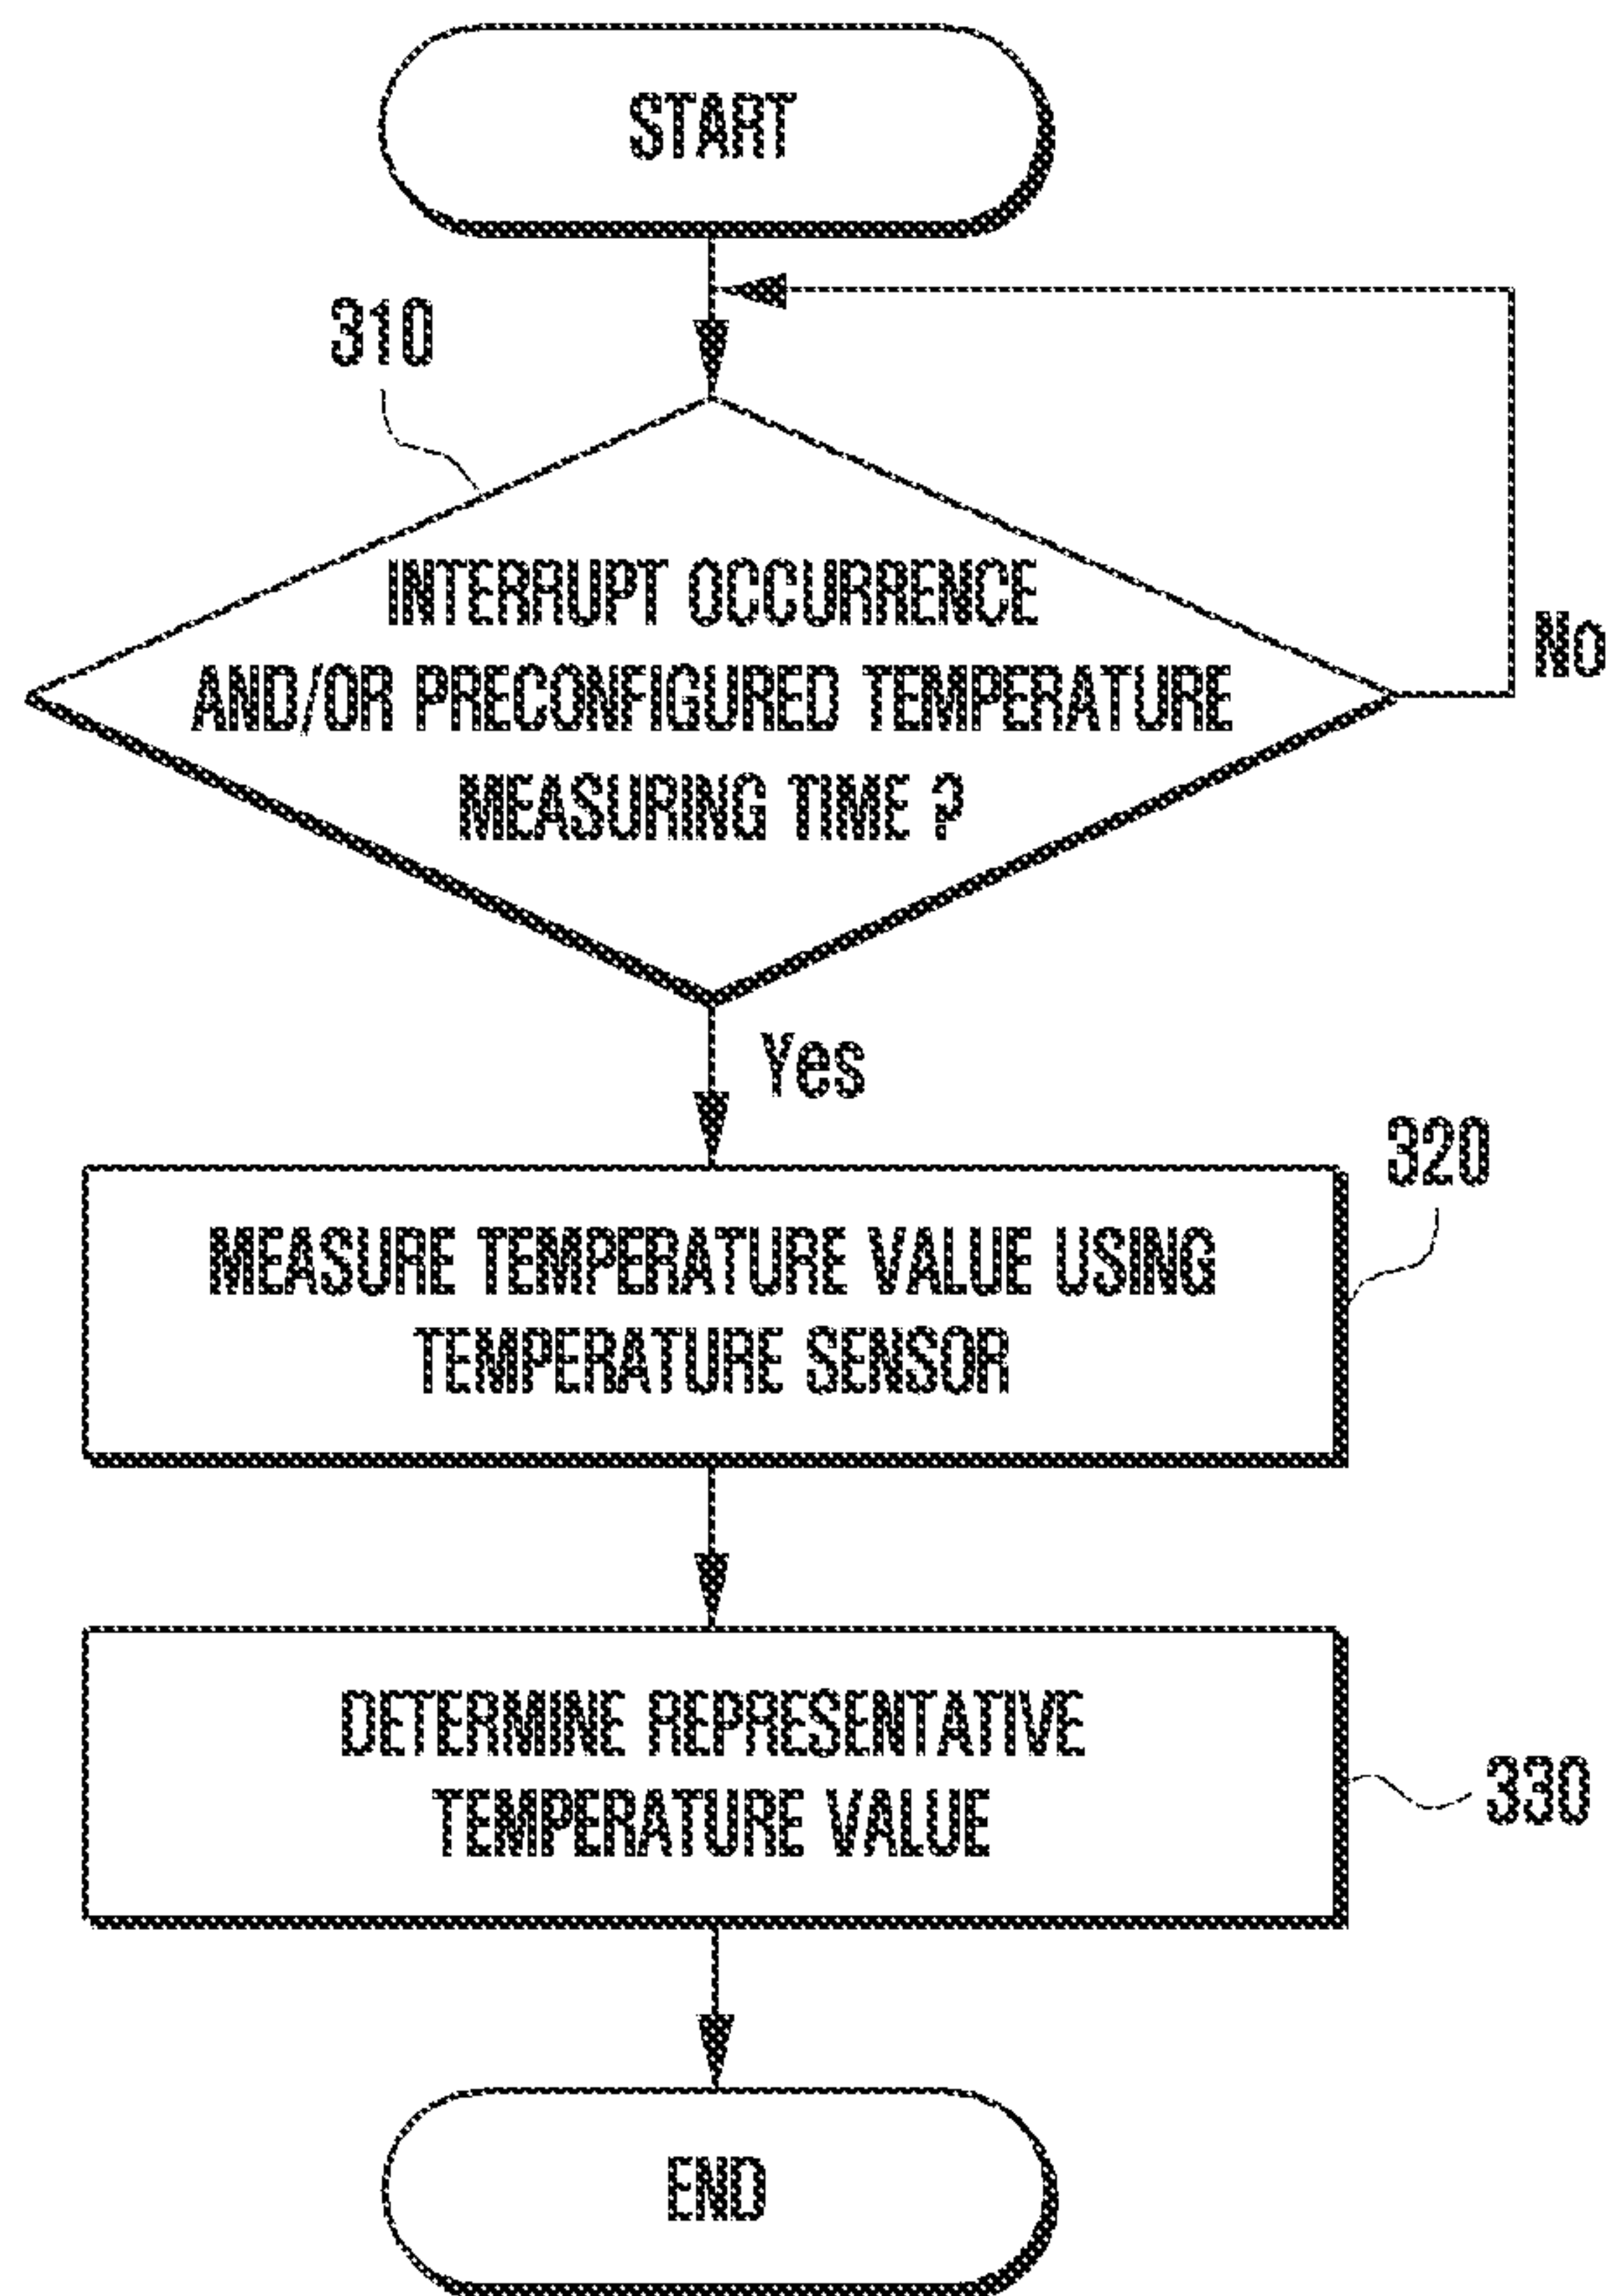 START
310
INTERRUPT OCCURRENCE
AND/OR PRECONFIGURED TEMPERATURE
MEASURING TIME ?
No
Yes
320
MEASURE TEMPERATURE VALUE USING
TEMPERATURE SENSOR
DETERMINE REPRESENTATIVE
TEMPERATURE VALUE
330
END